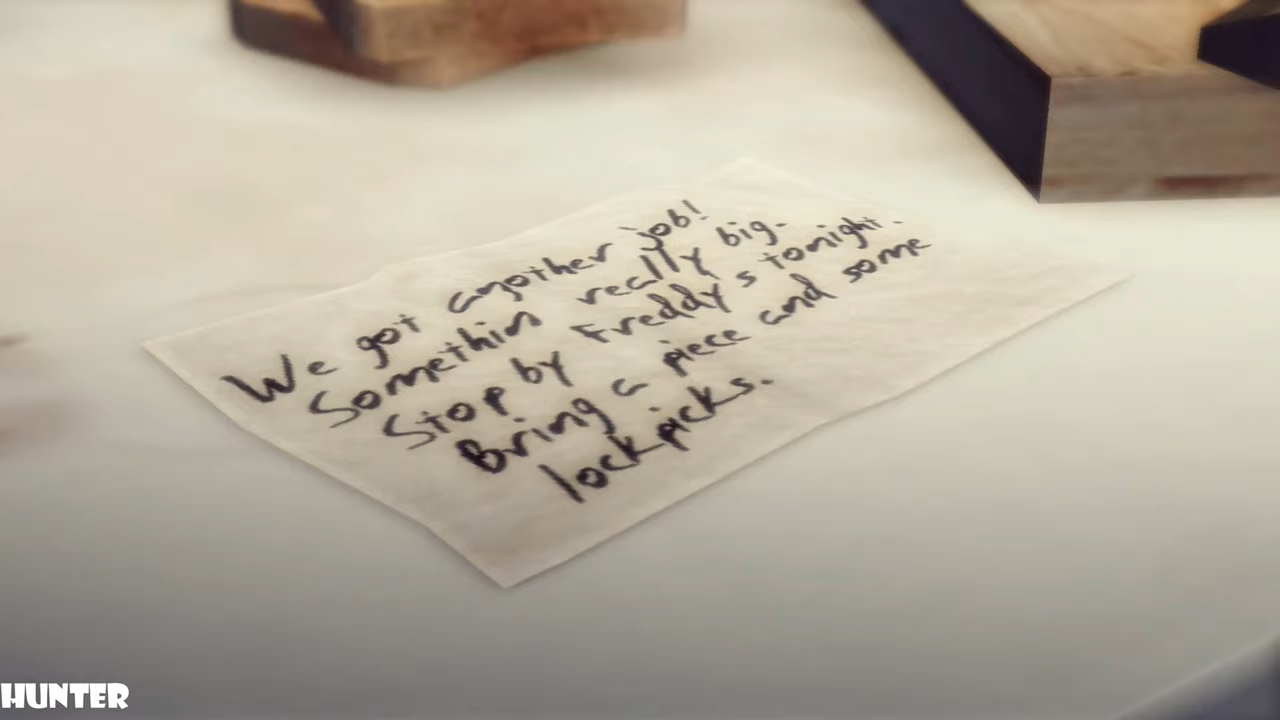 We got another job!
Somethin really big.
Stop by Freddy's tonight.
Bring a piece and some
lockpicks.
HUNTER